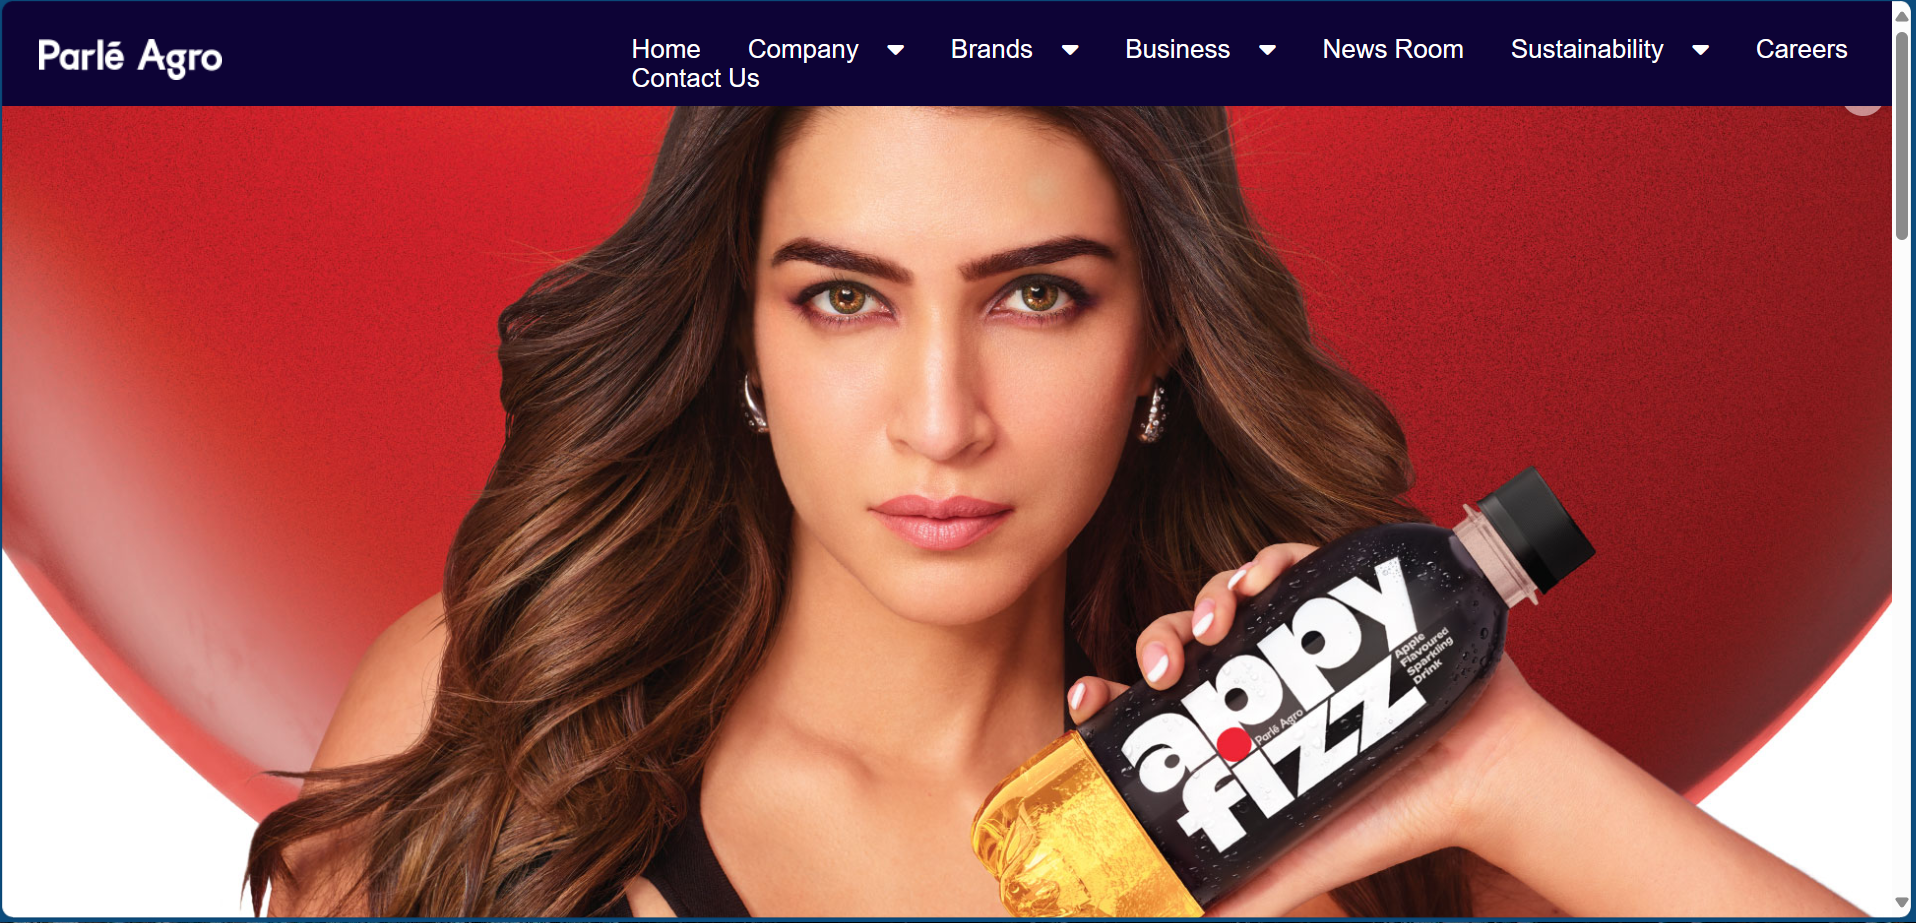 Parlé Agro
Home Company Brands Business News Room Sustainability Careers
Contact Us
appy
fizz
Parlé Agro
Apple
Flavoured
Sparkling
Drink